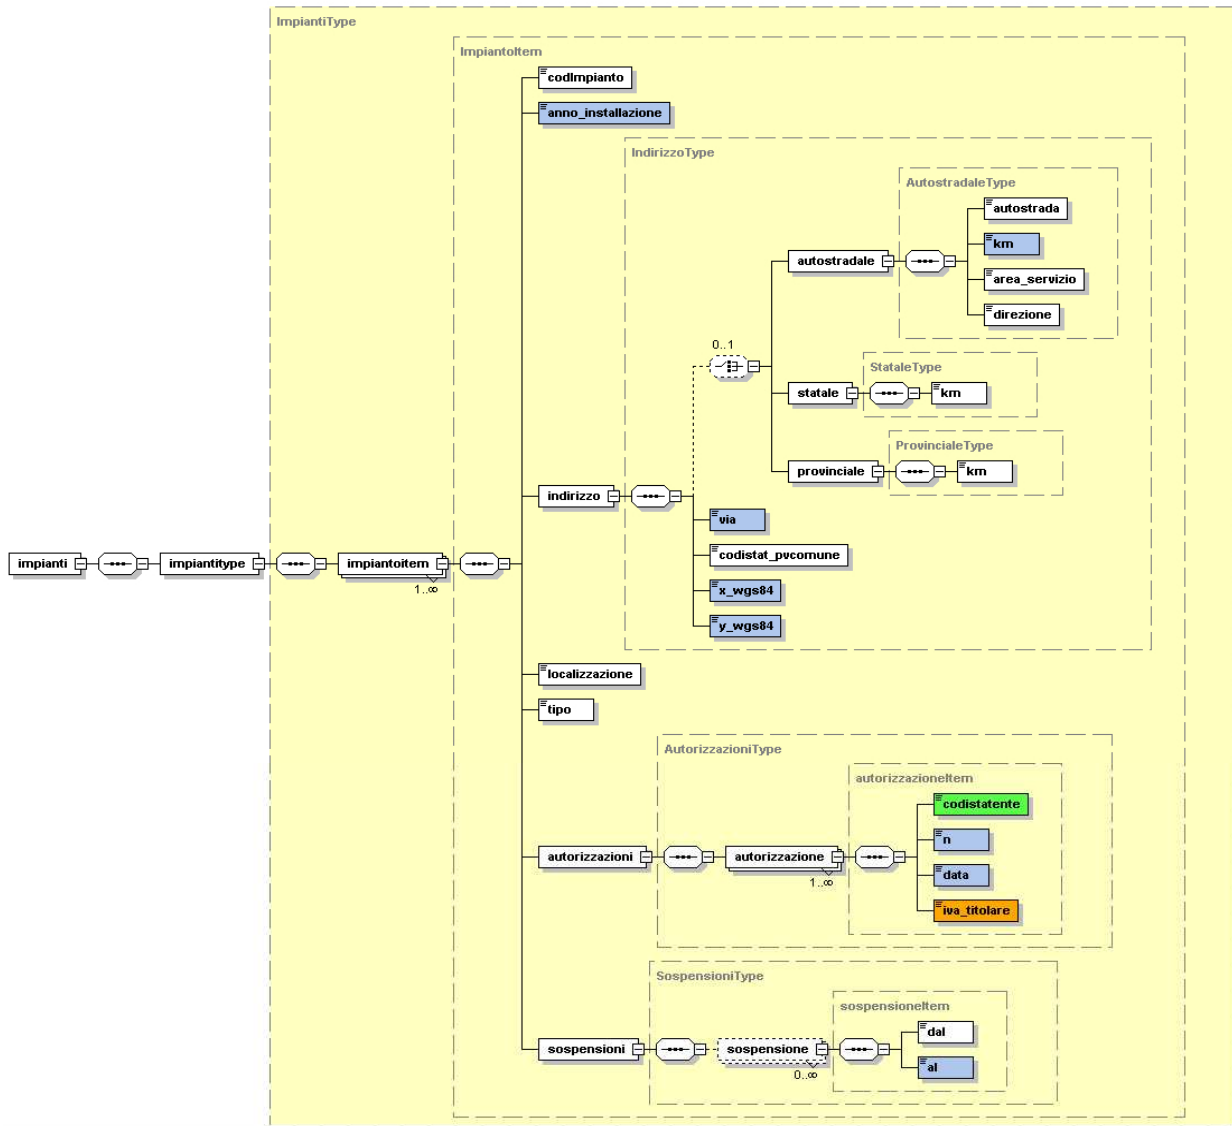 ImpiantiType
ImpiantoItem
codImpianto
anno_installazione
IndirizzoType
AutostradaleType
autostrada
km
autostradale
area_servizio
direzione
0..1
StataleType
statale
km
ProvincialeType
provinciale
km
indirizzo
via
codistat_pvcomune
impianti
impiantitype
impiantoitem
1..∞
x_wgs84
y_wgs84
localizzazione
tipo
AutorizzazioniType
autorizzazioneItem
codistatente
n
autorizzazioni
autorizzazione
1..∞
data
iva_titolare
SospensioniType
sospensioneItem
dal
sospensioni
sospensione
0..∞
al